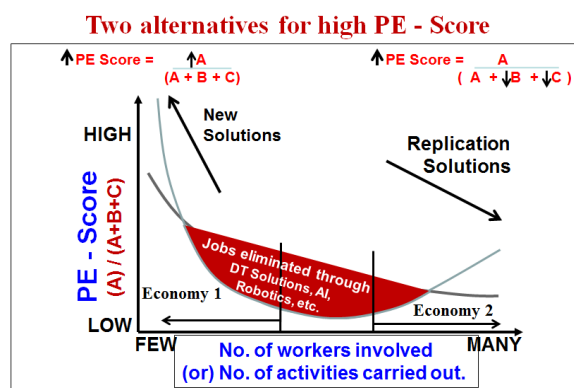 Two alternatives for high PE - Score
↑ PE Score = ↑A
(A + B + C)
↑ PE Score = A
( A + ↓B + ↓C)
New
Solutions
HIGH
Replication
Solutions
PE - Score
(A) / (A+B+C)
Jobs eliminated through
DT Solutions, AI,
Robotics, etc.
Economy 1
Economy 2
LOW
FEW
MANY
No. of workers involved
(or) No. of activities carried out.